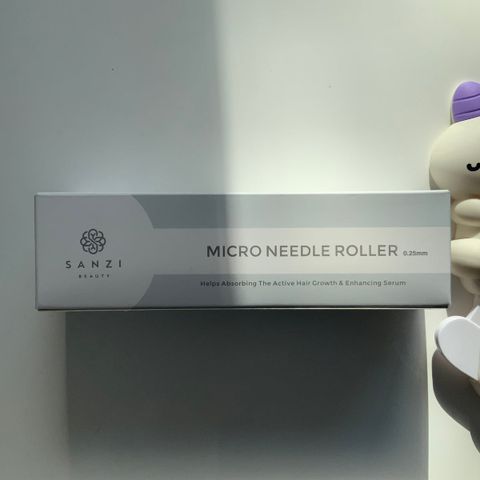 SANZI
BEAUTY
MICRO NEEDLE ROLLER 0.25mm
Helps Absorbing The Active Hair Growth & Enhancing Serum